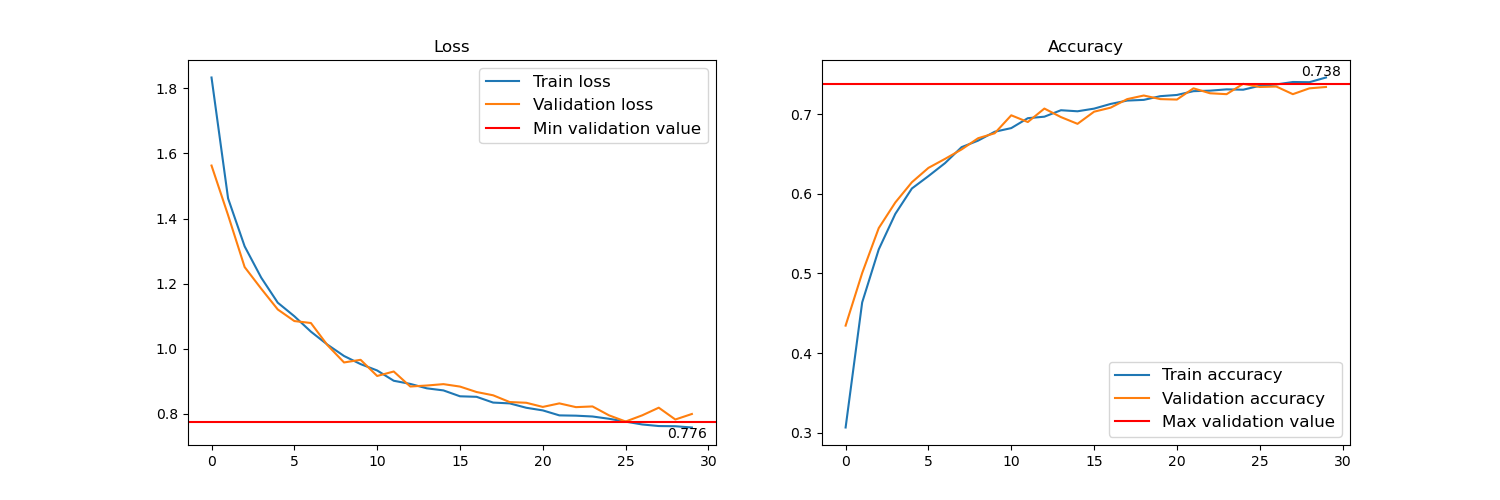 Loss
Train loss
Validation loss
Min validation value
1.8
1.6
1.4
1.2
1.0
0.8
0.776
0 5 10 15 20 25 30
Accuracy
0.738
0.7
0.6
0.5
0.4
0.3
Train accuracy
Validation accuracy
Max validation value
0 5 10 15 20 25 30